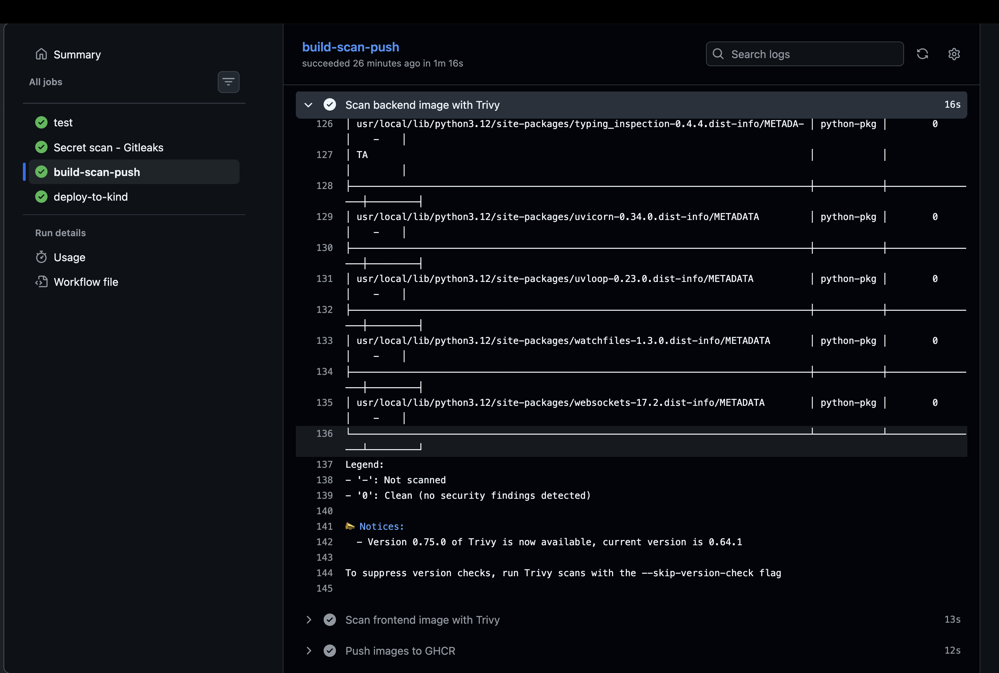 Summary
All jobs
test
Secret scan - Gitleaks
build-scan-push
deploy-to-kind
Run details
Usage
Workflow file
build-scan-push
succeeded 26 minutes ago in 1m 16s
Search logs
Scan backend image with Trivy 16s
126 │ usr/local/lib/python3.12/site-packages/typing_inspection-0.4.4.dist-info/METADA- │ python-pkg │ 0
│ - │
127 │ TA │ │
│ │
128
129 │ usr/local/lib/python3.12/site-packages/uvicorn-0.34.0.dist-info/METADATA │ python-pkg │ 0
│ - │
130
131 │ usr/local/lib/python3.12/site-packages/uvloop-0.23.0.dist-info/METADATA │ python-pkg │ 0
│ - │
132
133 │ usr/local/lib/python3.12/site-packages/watchfiles-1.3.0.dist-info/METADATA │ python-pkg │ 0
│ - │
134
135 │ usr/local/lib/python3.12/site-packages/websockets-17.2.dist-info/METADATA │ python-pkg │ 0
│ - │
136
137 Legend:
138 - '-': Not scanned
139 - '0': Clean (no security findings detected)
140
141 📣 Notices:
142 - Version 0.75.0 of Trivy is now available, current version is 0.64.1
143
144 To suppress version checks, run Trivy scans with the --skip-version-check flag
145
Scan frontend image with Trivy 13s
Push images to GHCR 12s